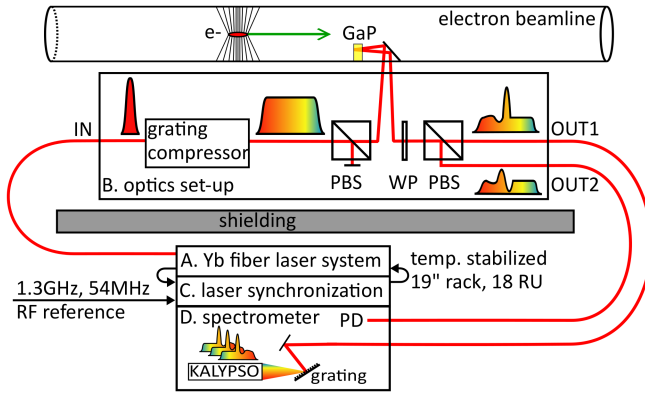 electron beamline
e-
GaP
IN
grating
compressor
PBS
WP
PBS
OUT1
OUT2
B. optics set-up
shielding
A. Yb fiber laser system
temp. stabilized
19" rack, 18 RU
1.3GHz, 54MHz
RF reference
C. laser synchronization
D. spectrometer
PD
KALYPSO
grating